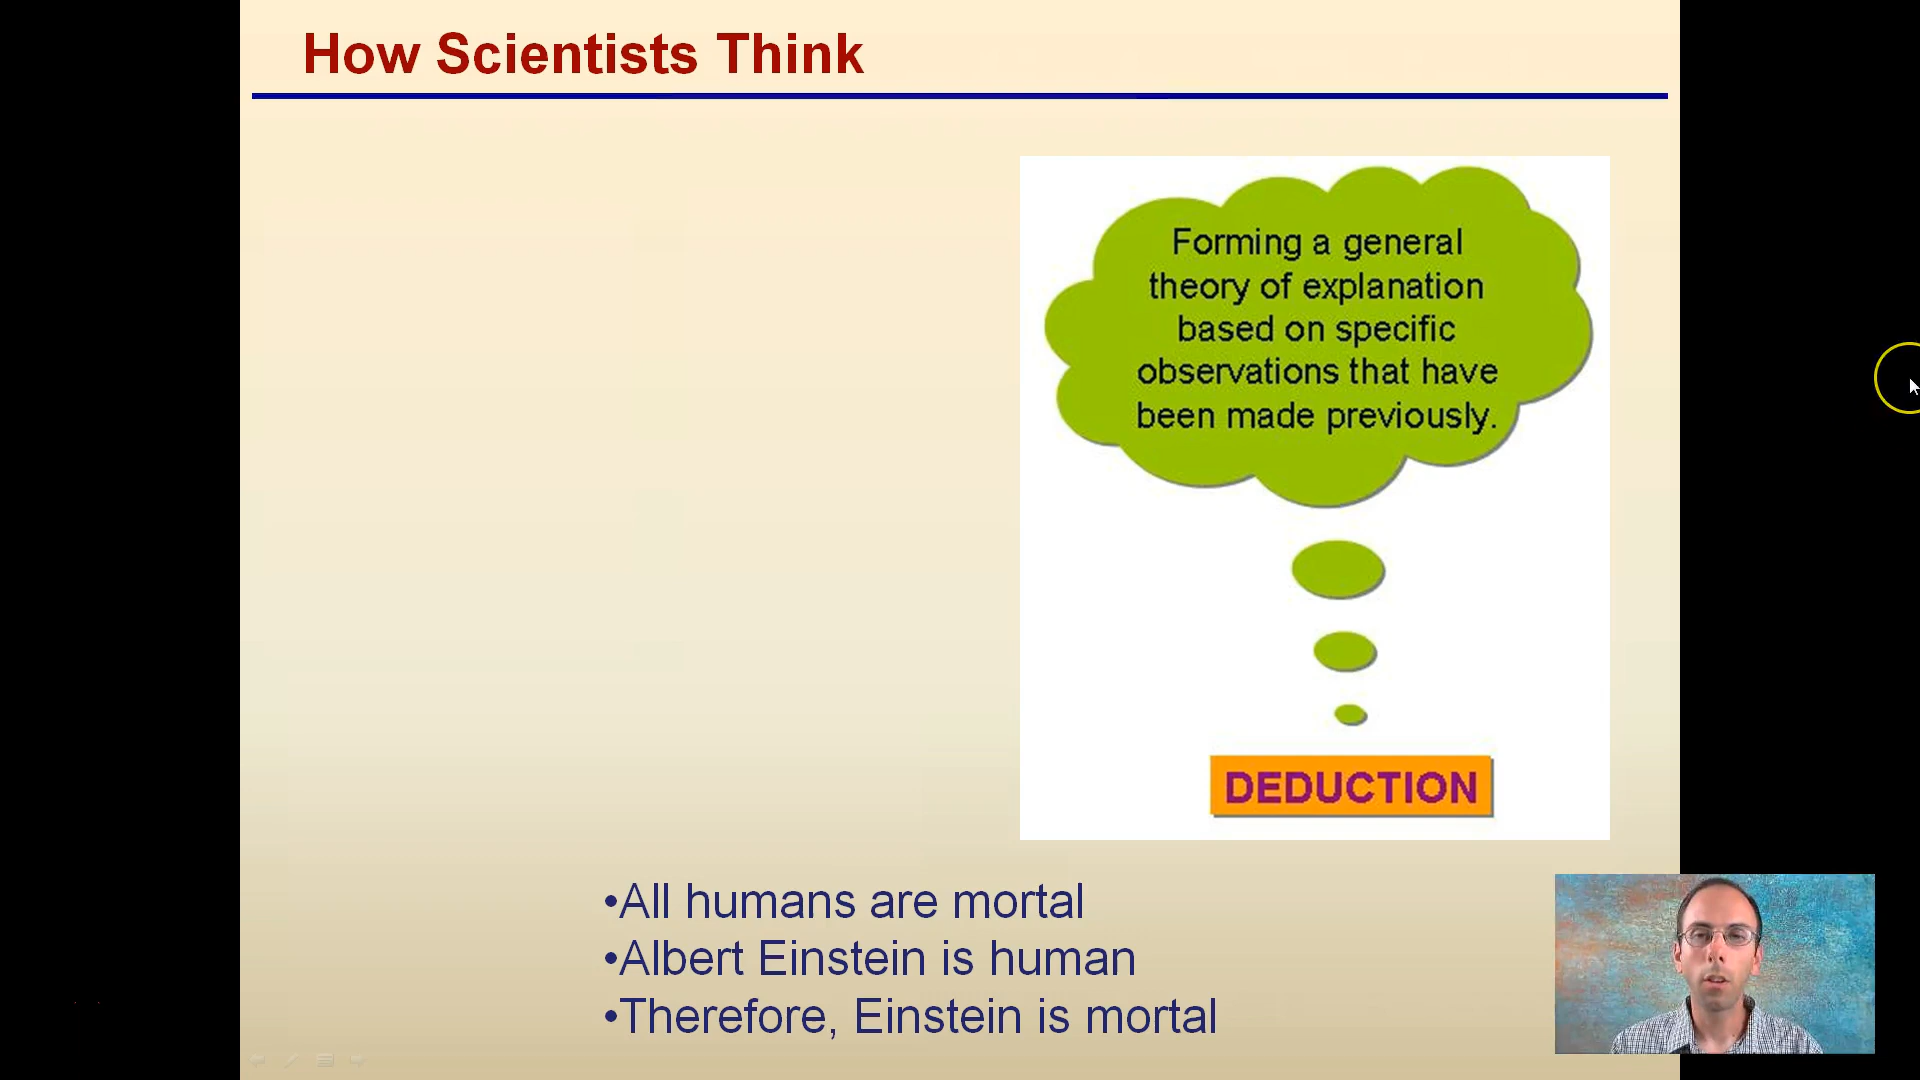 How Scientists Think
Forming a general
theory of explanation
based on specific
observations that have
been made previously.
DEDUCTION
•All humans are mortal
•Albert Einstein is human
•Therefore, Einstein is mortal